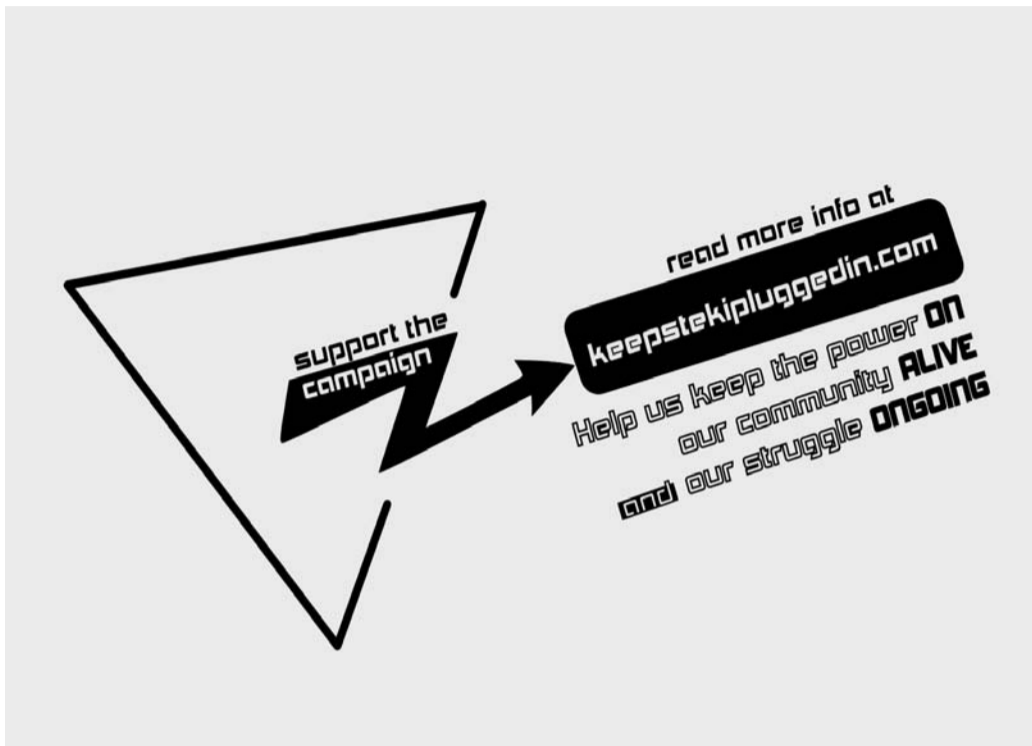 support the
campaign
read more info at
keepstekipluggedin.com
Help us keep the power ON
our community ALIVE
and our struggle ONGOING